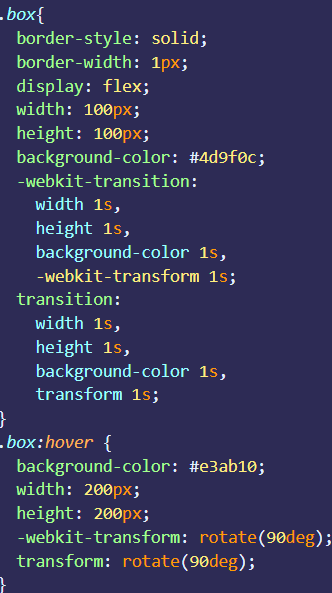 .box{
border-style: solid;
border-width: 1px;
display: flex;
width: 100px;
height: 100px;
background-color: #4d9f0c;
-webkit-transition:
width 1s,
height 1s,
background-color 1s,
-webkit-transform 1s;
transition:
width 1s,
height 1s,
background-color 1s,
transform 1s;
}
.box:hover {
background-color: #e3ab10;
width: 200px;
height: 200px;
-webkit-transform: rotate(90deg);
transform: rotate(90deg);
}